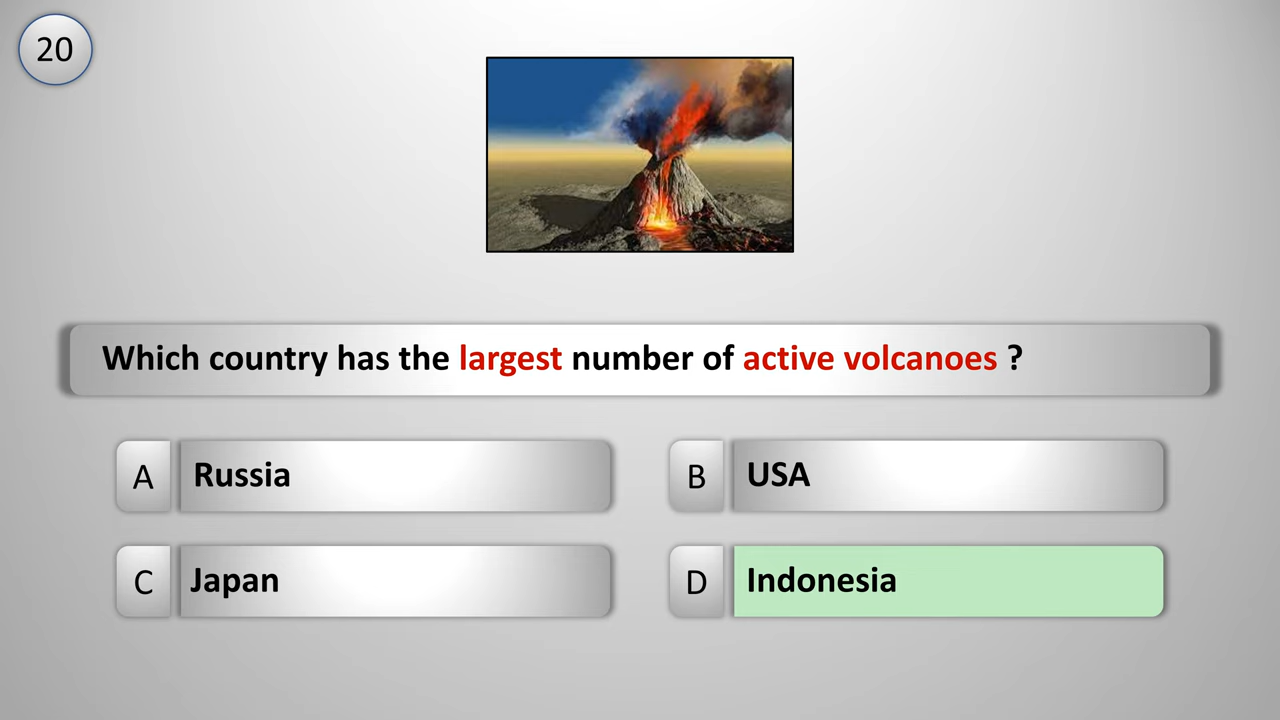 20
Which country has the largest number of active volcanoes ?
A Russia
B USA
C Japan
D Indonesia